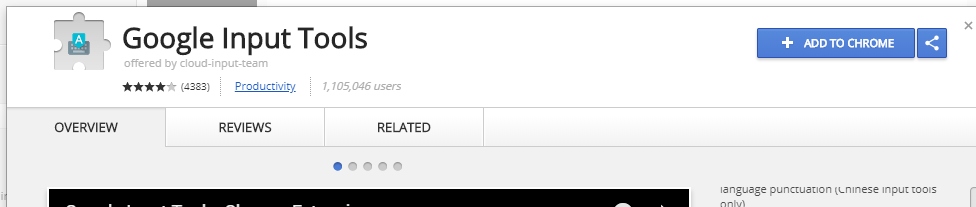 Google Input Tools
offered by cloud-input-team
(4383) Productivity 1,105,046 users
+ ADD TO CHROME
OVERVIEW REVIEWS RELATED
language punctuation (Chinese input tools
only)